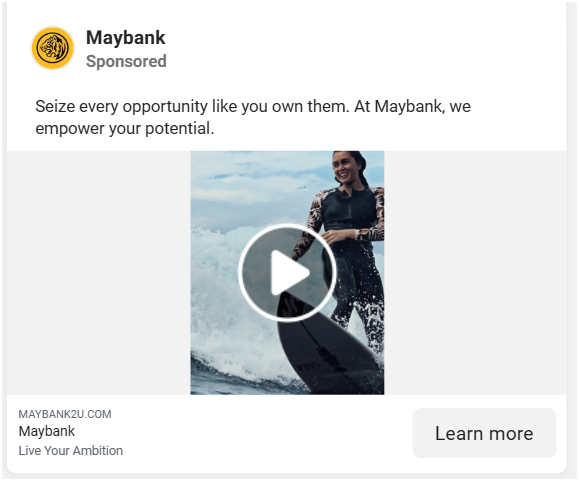 Maybank
Sponsored
Seize every opportunity like you own them. At Maybank, we
empower your potential.
MAYBANK2U.COM
Maybank
Live Your Ambition
Learn more